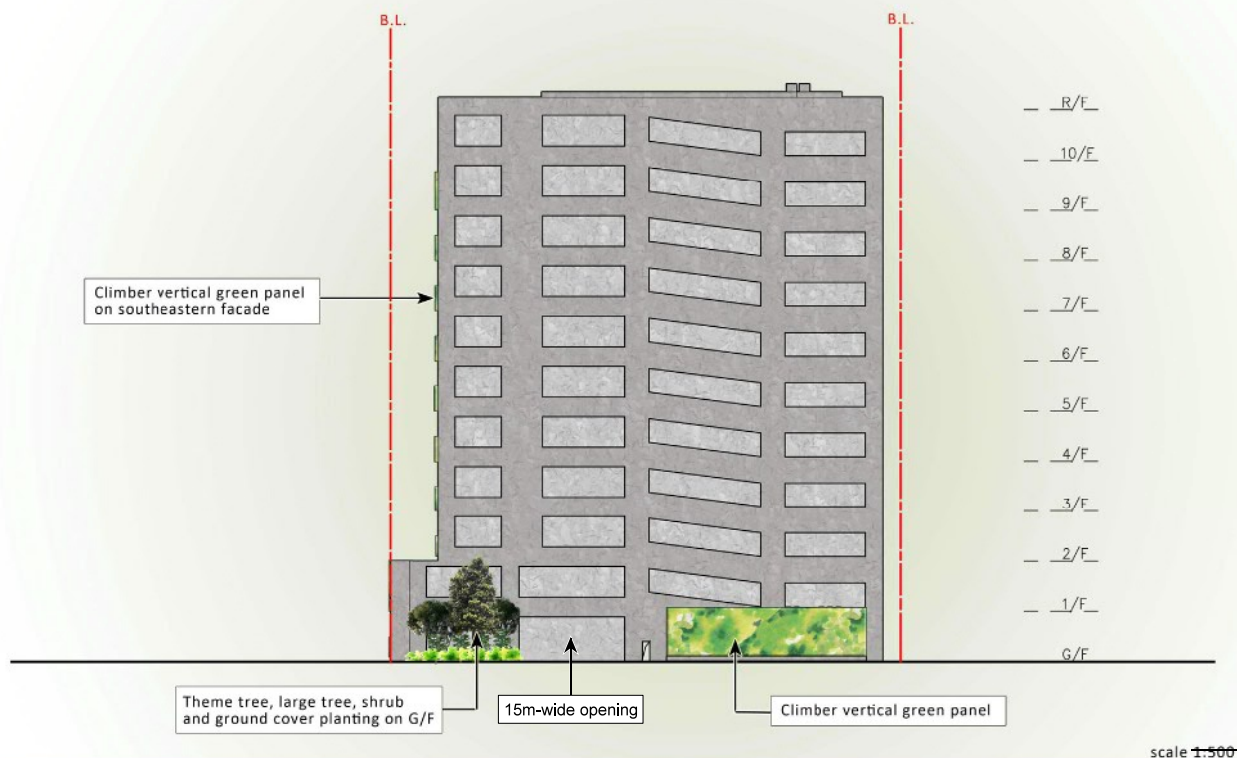 B.L.
B.L.
R/F
10/F
9/F
8/F
7/F
6/F
5/F
4/F
3/F
2/F
1/F
G/F
Climber vertical green panel
on southeastern facade
Theme tree, large tree, shrub
and ground cover planting on G/F
15m-wide opening
Climber vertical green panel
scale 1:500